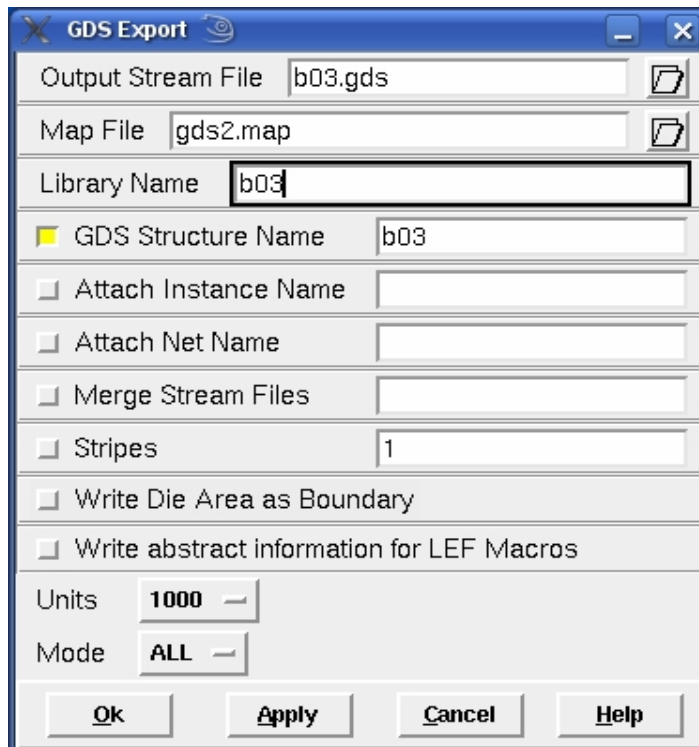 GDS Export
Output Stream File b03.gds
Map File gds2.map
Library Name b03
GDS Structure Name b03
Attach Instance Name
Attach Net Name
Merge Stream Files
Stripes 1
Write Die Area as Boundary
Write abstract information for LEF Macros
Units 1000
Mode ALL
Ok Apply Cancel Help